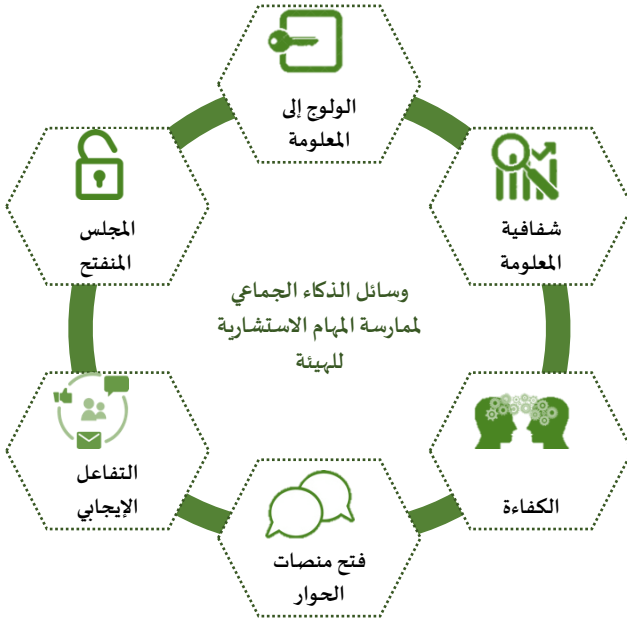 الولوج إلى
المعلومة
شفافية
المعلومة
الكفاءة
فتح منصات
الحوار
التفاعل
الإيجابي
المجلس
المنفتح
وسائل الذكاء الجماعي
لممارسة المهام الاستشارية
للهيئة